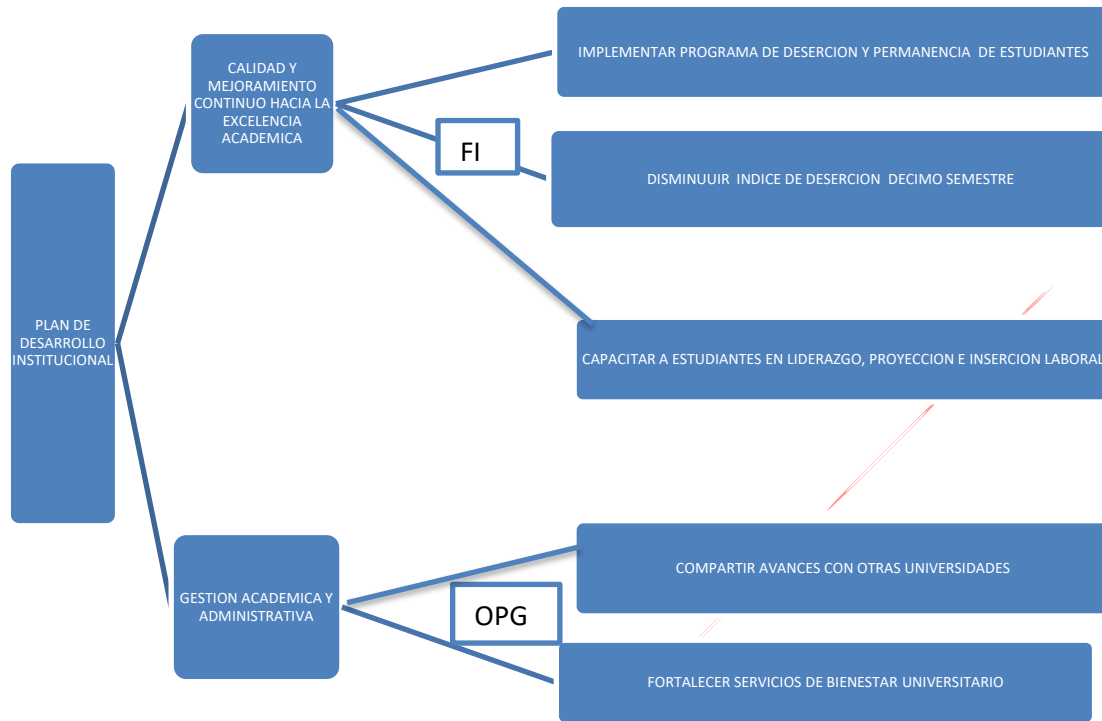 PLAN DE
DESARROLLO
INSTITUCIONAL
CALIDAD Y
MEJORAMIENTO
CONTINUO HACIA LA
EXCELENCIA
ACADEMICA
FI
IMPLEMENTAR PROGRAMA DE DESERCION Y PERMANENCIA DE ESTUDIANTES
DISMINUUIR INDICE DE DESERCION DECIMO SEMESTRE
CAPACITAR A ESTUDIANTES EN LIDERAZGO, PROYECCION E INSERCION LABORAL
GESTION ACADEMICA Y
ADMINISTRATIVA
OPG
COMPARTIR AVANCES CON OTRAS UNIVERSIDADES
FORTALECER SERVICIOS DE BIENESTAR UNIVERSITARIO